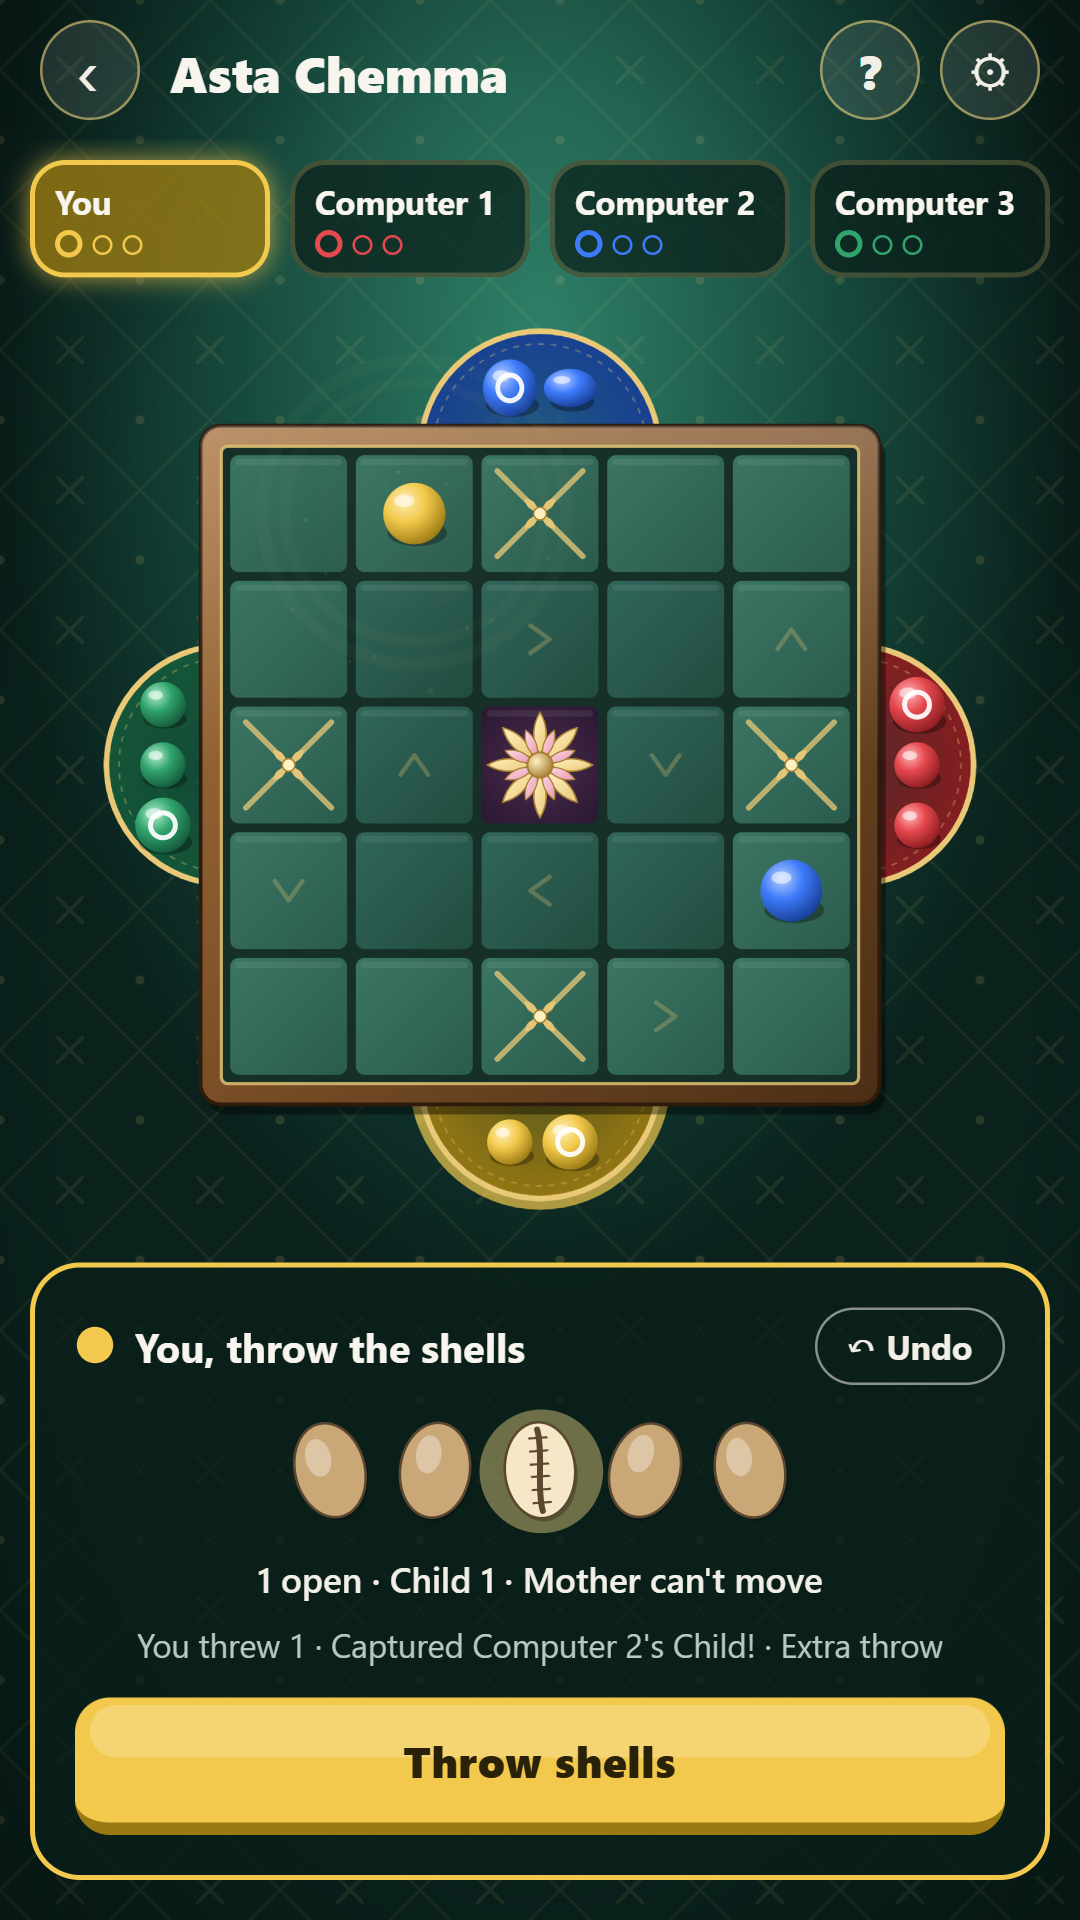 Asta Chemma
?
You
Computer 1
Computer 2
Computer 3
You, throw the shells
Undo
1 open · Child 1 · Mother can't move
You threw 1 · Captured Computer 2's Child! · Extra throw
Throw shells